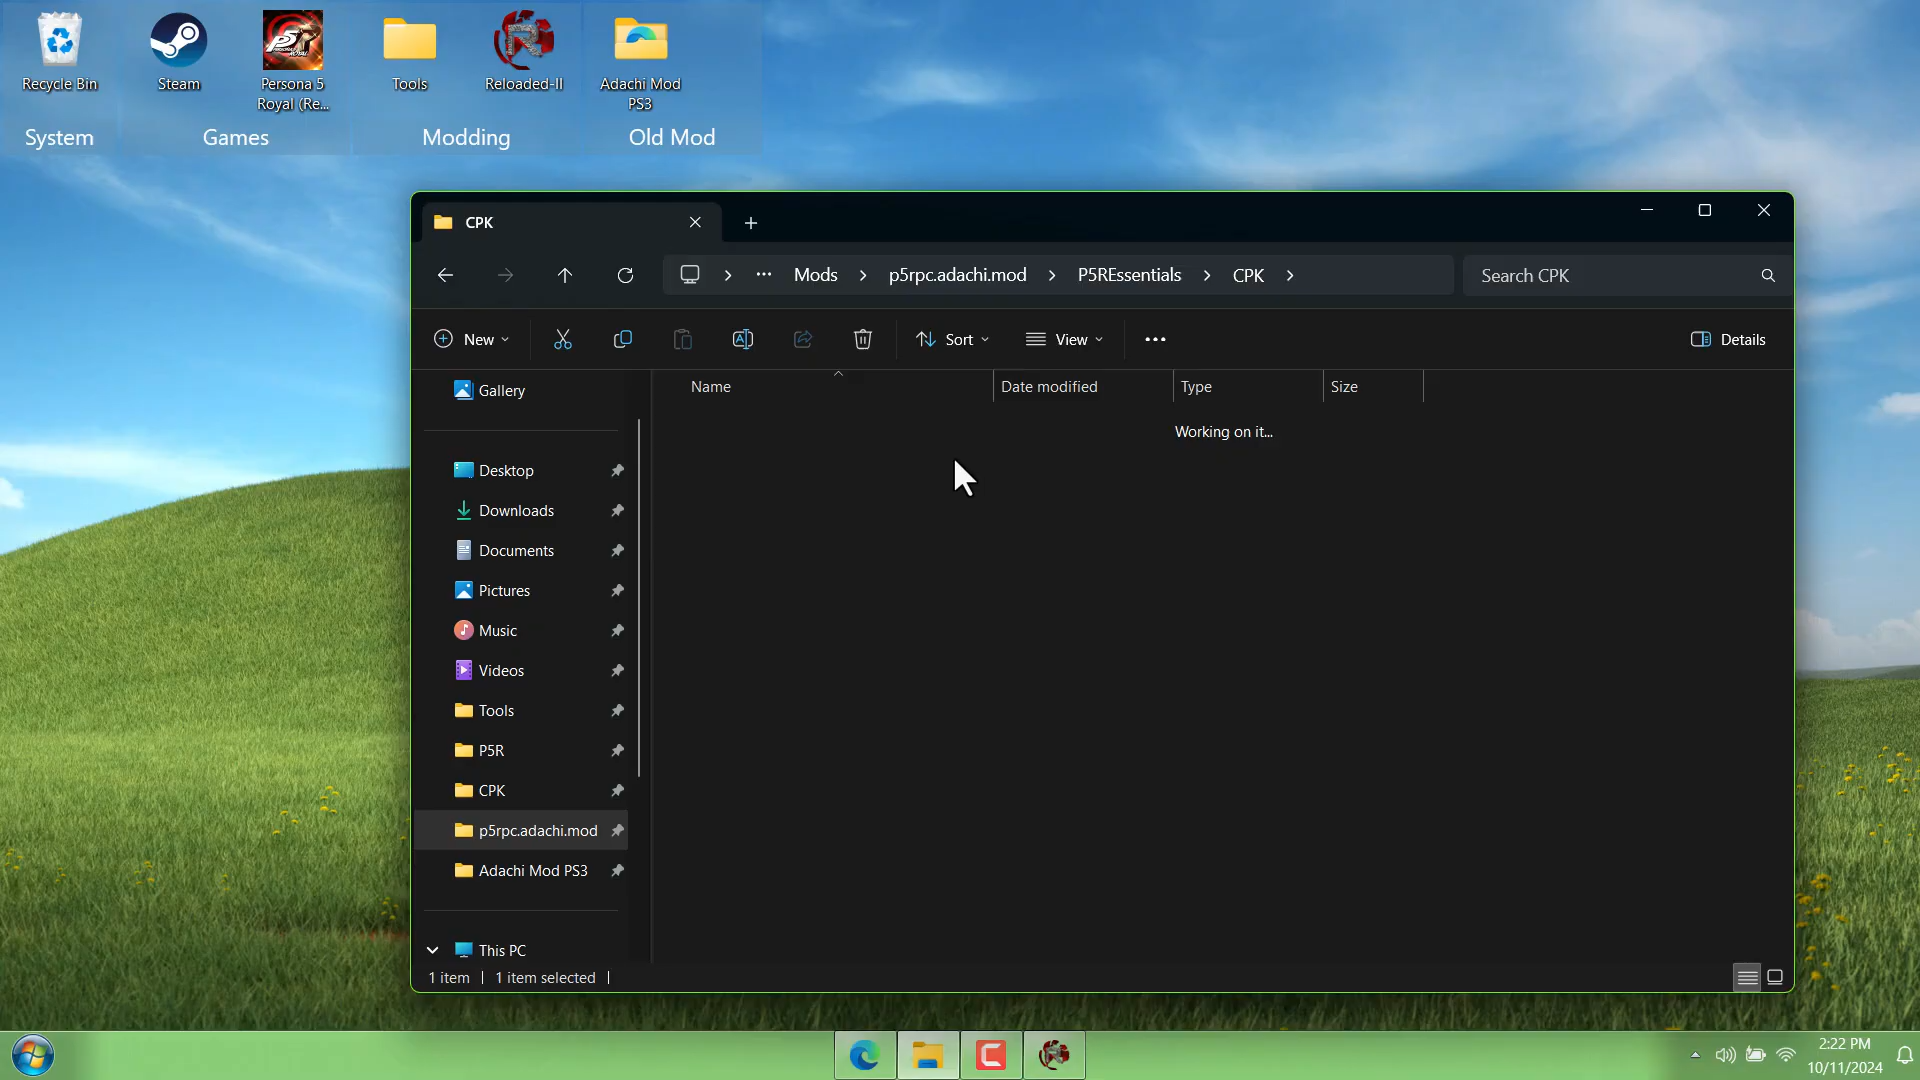 Recycle Bin
Steam
Persona 5
Royal (Re...
Tools
Reloaded-II
Adachi Mod
PS3
System
Games
Modding
Old Mod
CPK
Mods
p5rpc.adachi.mod
P5REssentials
CPK
Search CPK
New
Sort
View
Details
Name
Date modified
Type
Size
Working on it...
Gallery
Desktop
Downloads
Documents
Pictures
Music
Videos
Tools
P5R
CPK
p5rpc.adachi.mod
Adachi Mod PS3
This PC
1 item
1 item selected
2:22 PM
10/11/2024